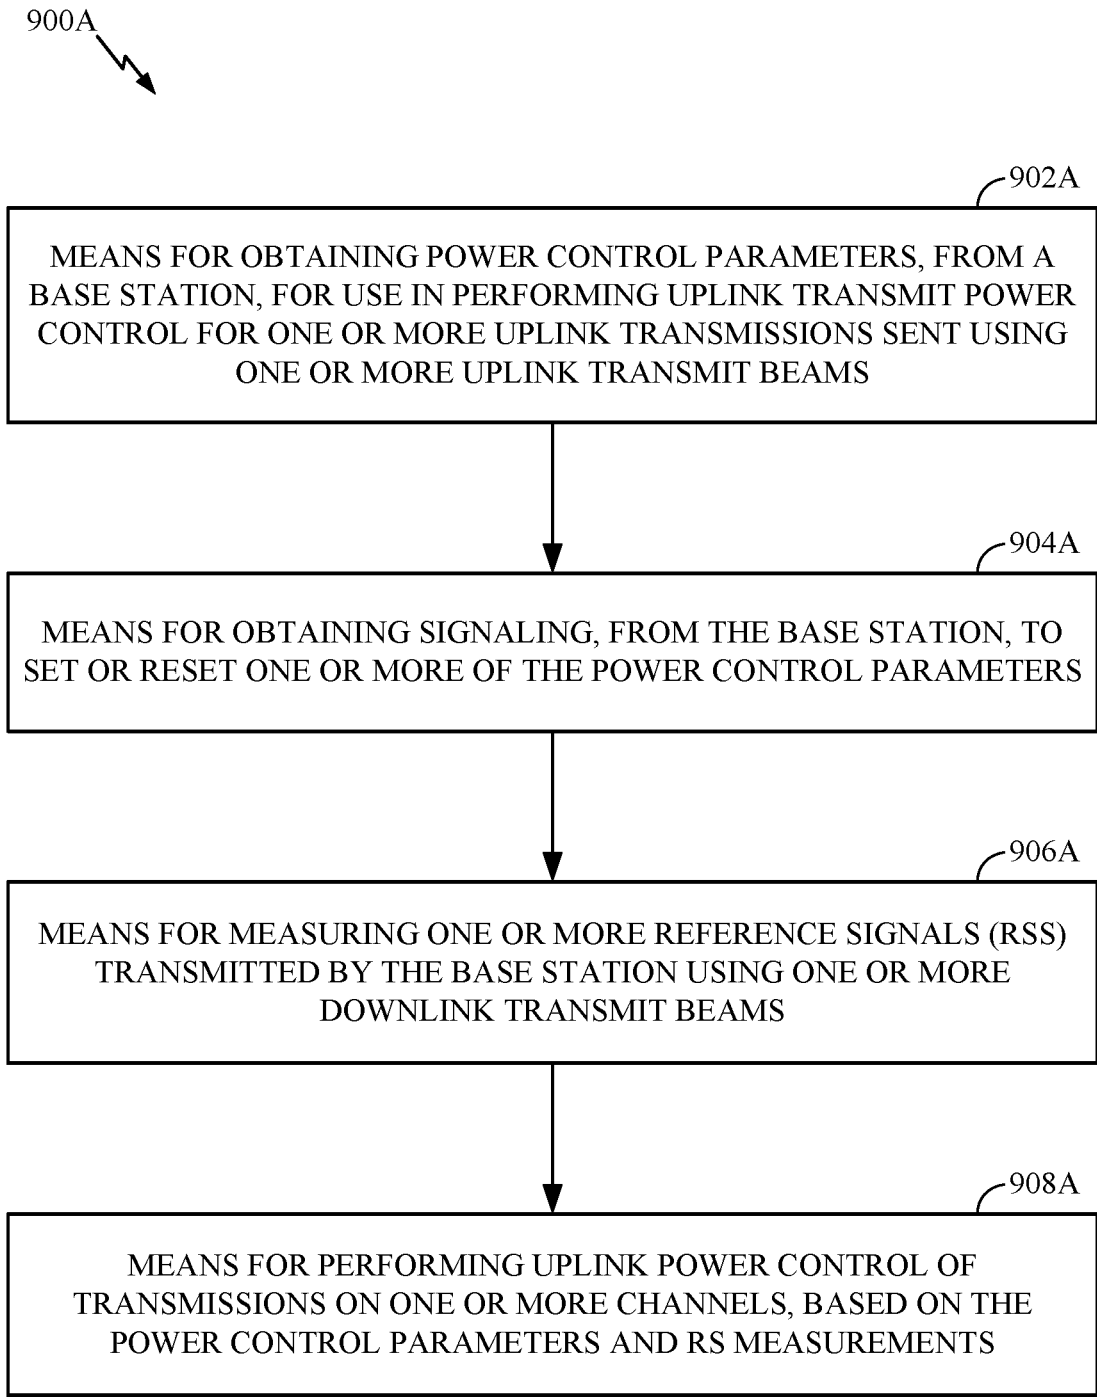 900A
902A
MEANS FOR OBTAINING POWER CONTROL PARAMETERS, FROM A
BASE STATION, FOR USE IN PERFORMING UPLINK TRANSMIT POWER
CONTROL FOR ONE OR MORE UPLINK TRANSMISSIONS SENT USING
ONE OR MORE UPLINK TRANSMIT BEAMS
904A
MEANS FOR OBTAINING SIGNALING, FROM THE BASE STATION, TO
SET OR RESET ONE OR MORE OF THE POWER CONTROL PARAMETERS
906A
MEANS FOR MEASURING ONE OR MORE REFERENCE SIGNALS (RSS)
TRANSMITTED BY THE BASE STATION USING ONE OR MORE
DOWNLINK TRANSMIT BEAMS
908A
MEANS FOR PERFORMING UPLINK POWER CONTROL OF
TRANSMISSIONS ON ONE OR MORE CHANNELS, BASED ON THE
POWER CONTROL PARAMETERS AND RS MEASUREMENTS